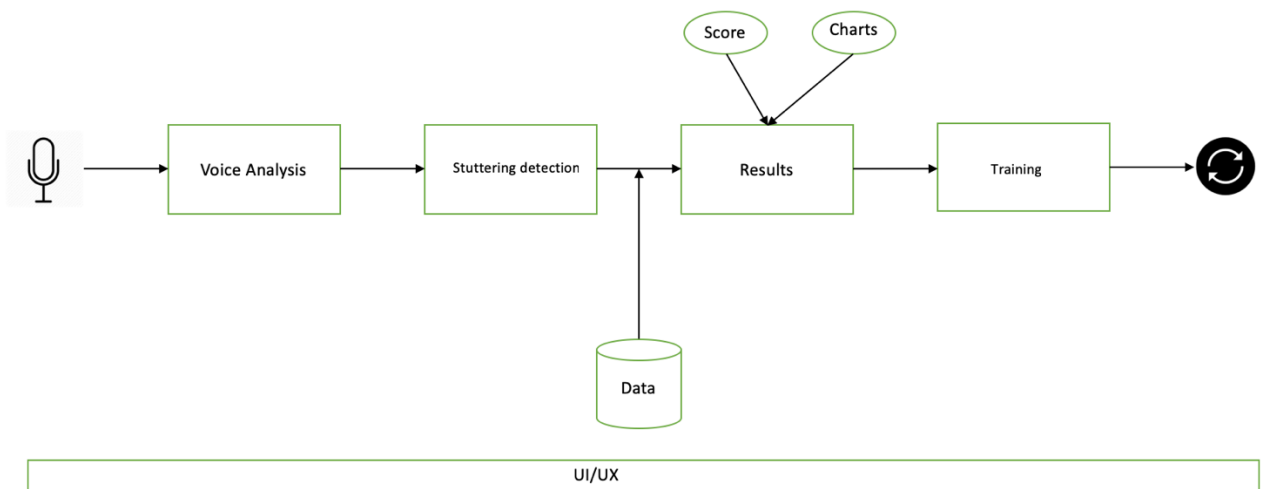 Score
Charts
Voice Analysis
Stuttering detection
Results
Training
Data
UI/UX